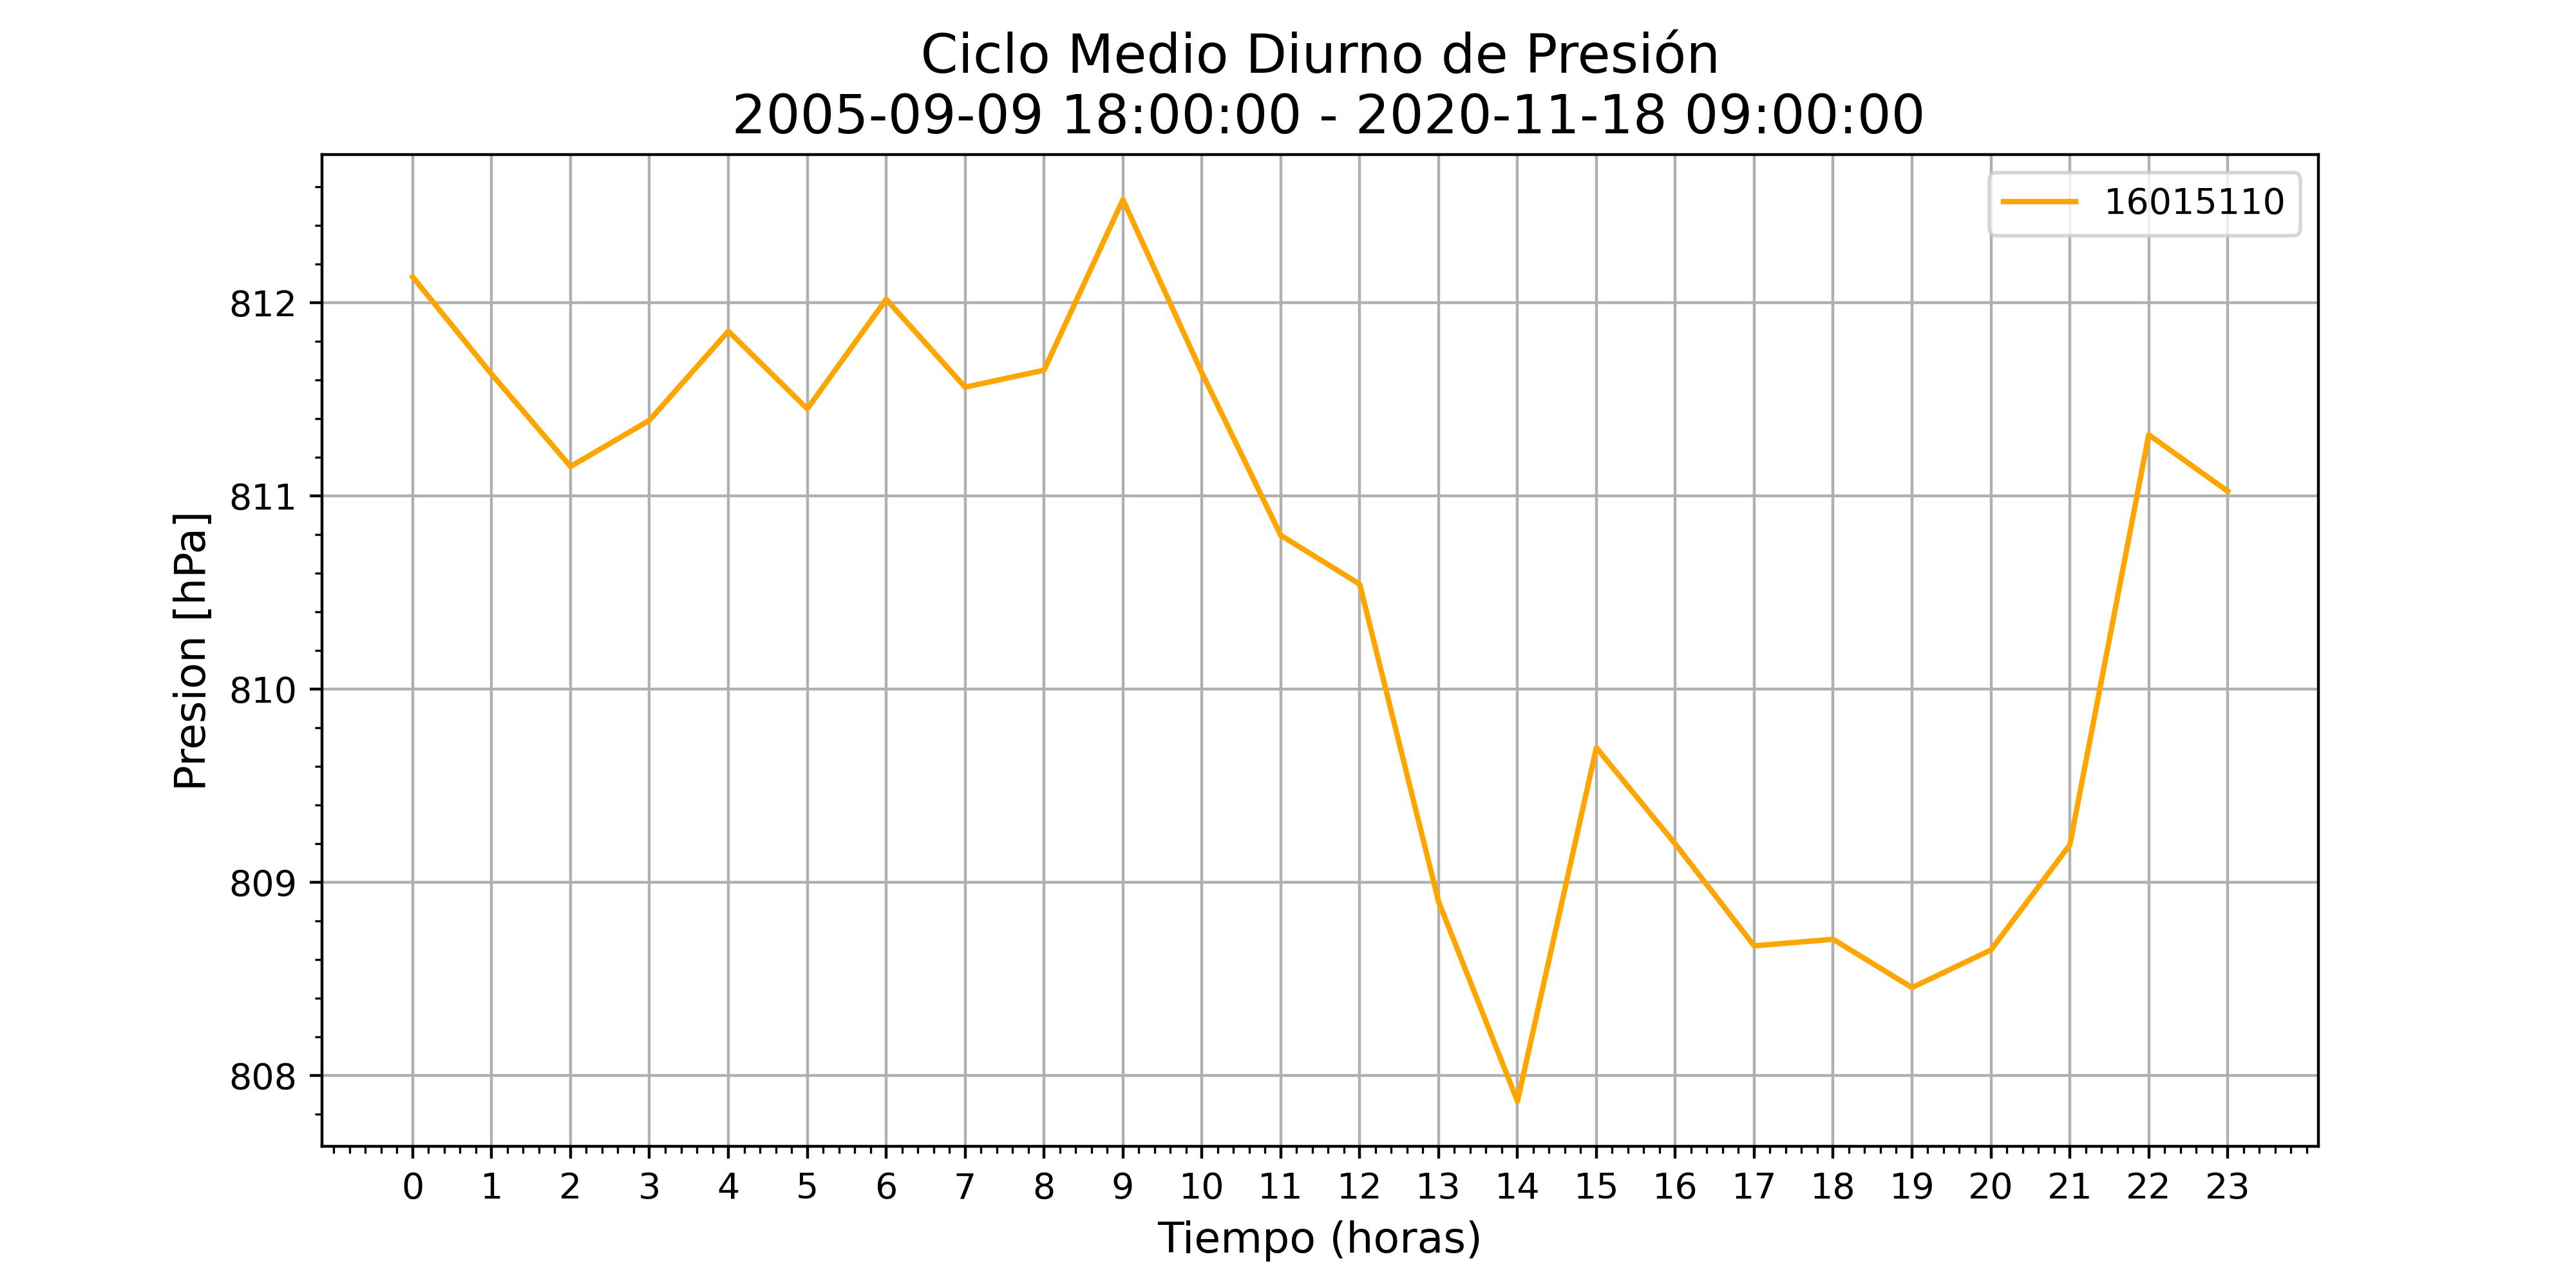 Ciclo Medio Diurno de Presión
2005-09-09 18:00:00 - 2020-11-18 09:00:00
16015110
Presion [hPa]
812
811
810
809
808
0 1 2 3 4 5 6 7 8 9 10 11 12 13 14 15 16 17 18 19 20 21 22 23
Tiempo (horas)